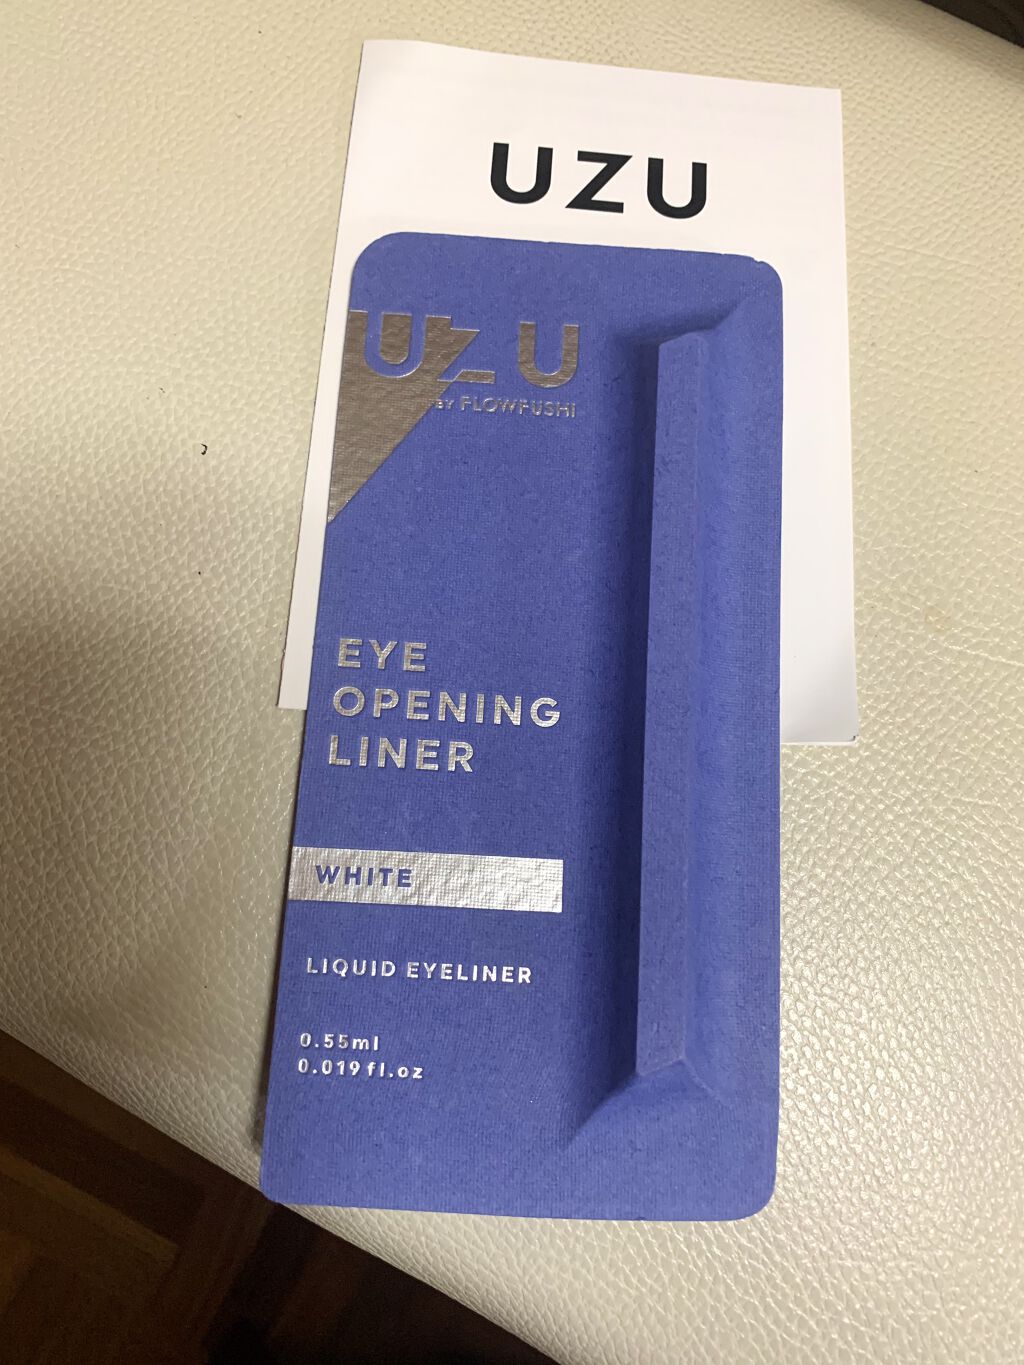 UZU
UZU
BY FLOWFUSHI
EYE
OPENING
LINER
WHITE
LIQUID EYELINER
0.55ml
0.019 fl.oz